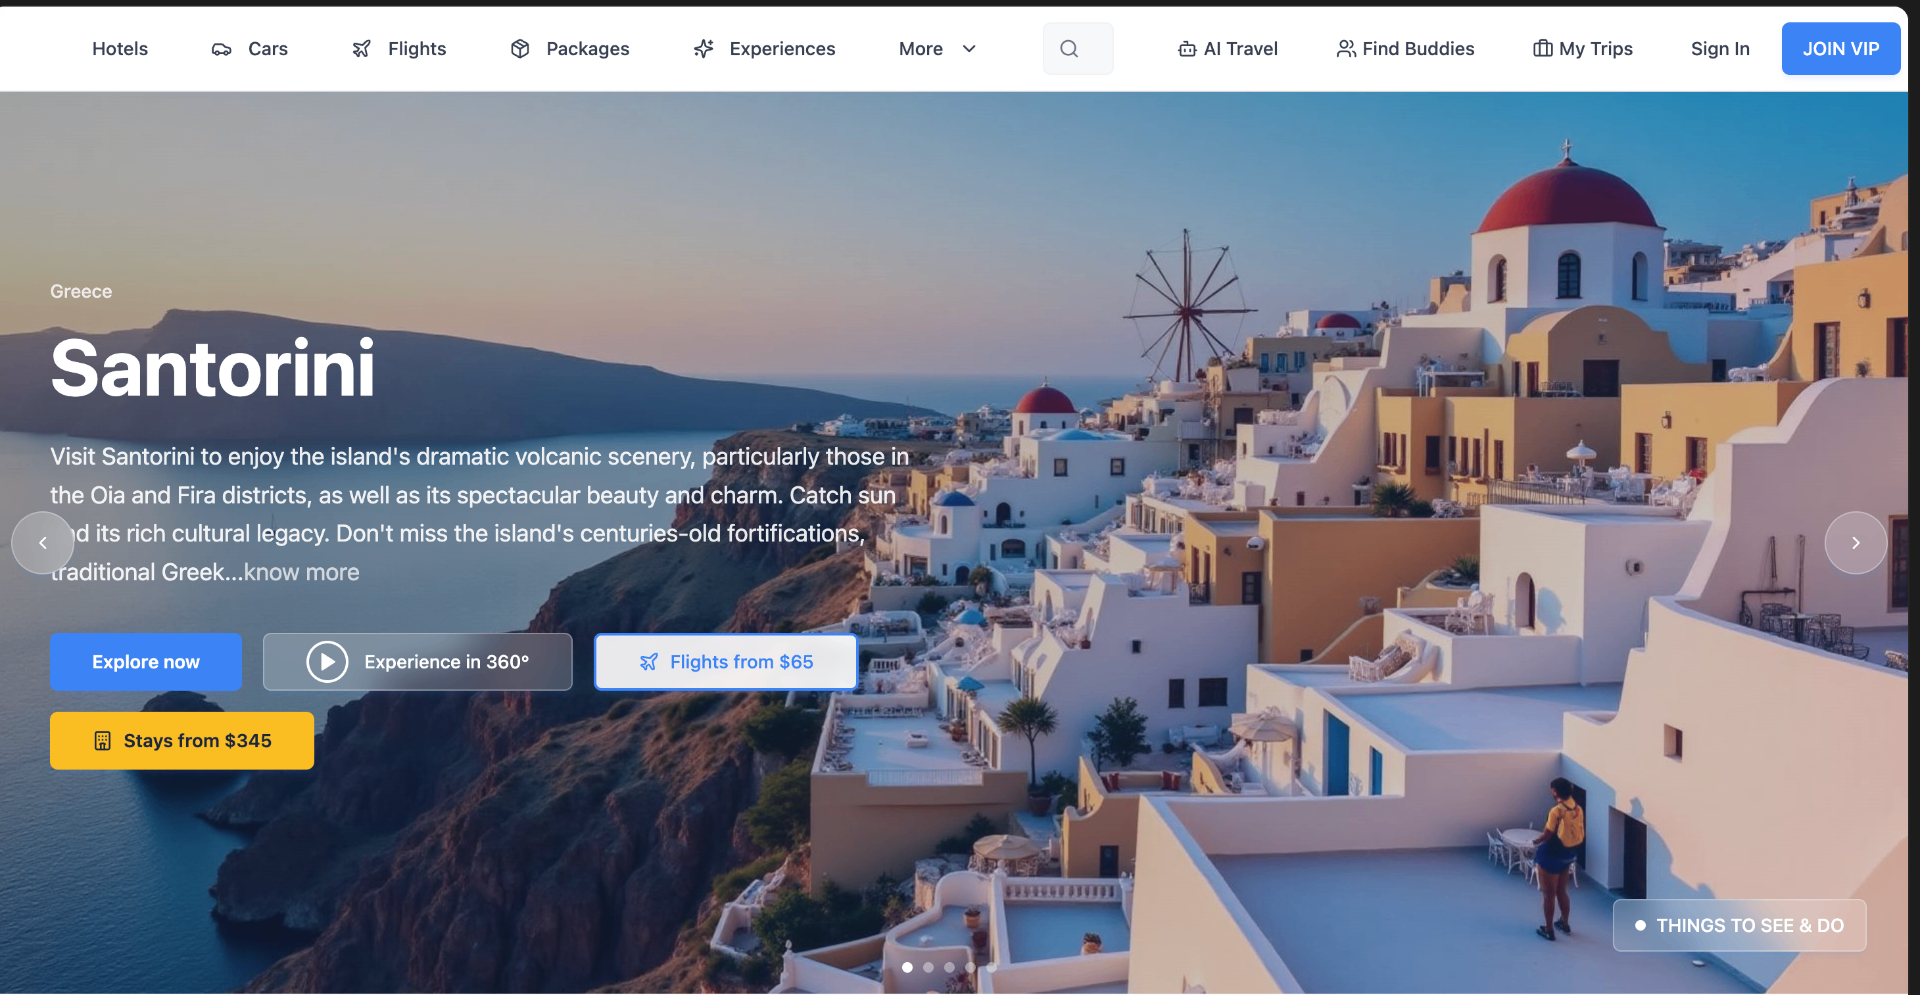 Hotels
Cars
Flights
Packages
Experiences
More
AI Travel
Find Buddies
My Trips
Sign In
JOIN VIP
Greece
Santorini
Visit Santorini to enjoy the island's dramatic volcanic scenery, particularly those in
the Oia and Fira districts, as well as its spectacular beauty and charm. Catch sun
its rich cultural legacy. Don't miss the island's centuries-old fortifications,
traditional Greek...know more
Explore now
Experience in 360°
Flights from $65
Stays from $345
THINGS TO SEE & DO